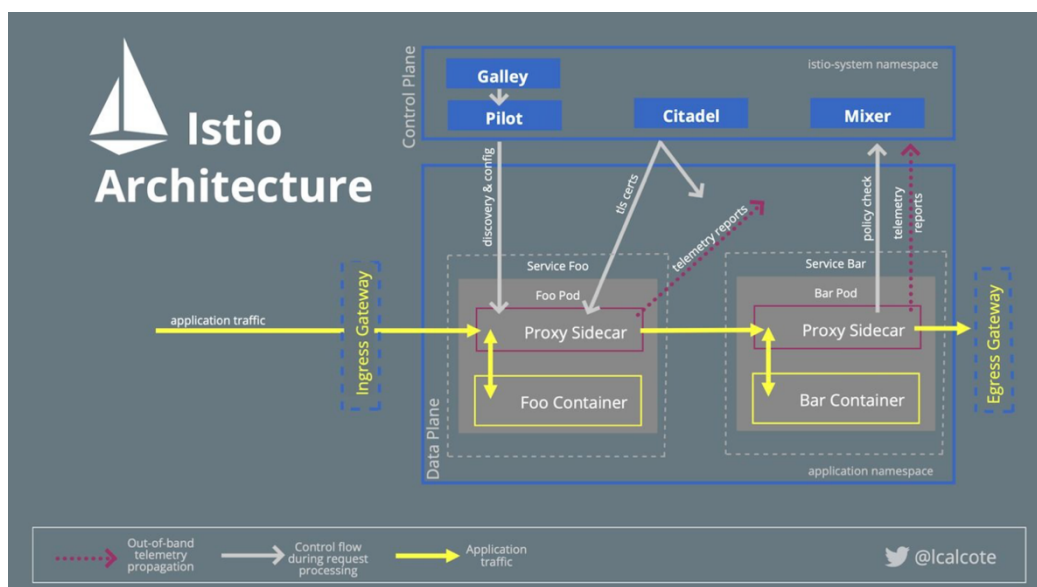 Istio
Architecture
Control Plane
istio-system namespace
Galley
Pilot
Citadel
Mixer
discovery & config
tls certs
telemetry reports
policy check
telemetry
reports
Service Foo
Service Bar
Foo Pod
Bar Pod
application traffic
Ingress Gateway
Proxy Sidecar
Proxy Sidecar
Egress Gateway
Foo Container
Bar Container
Data Plane
application namespace
Out-of-band
telemetry
propagation
Control flow
during request
processing
Application
traffic
@lcalcote